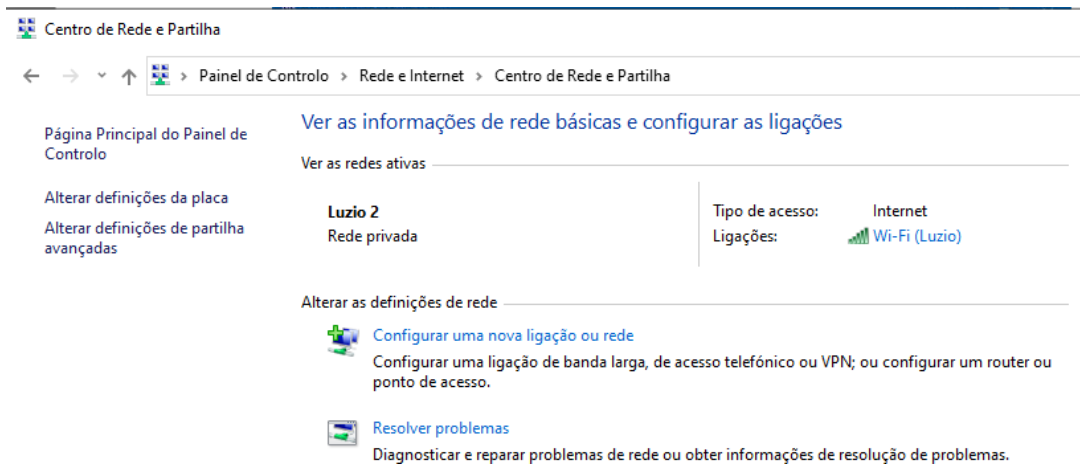 Centro de Rede e Partilha
Painel de Controlo > Rede e Internet > Centro de Rede e Partilha
Página Principal do Painel de
Controlo
Alterar definições da placa
Alterar definições de partilha
avançadas
Ver as informações de rede básicas e configurar as ligações
Ver as redes ativas
Luzio 2
Rede privada
Tipo de acesso: Internet
Ligações: Wi-Fi (Luzio)
Alterar as definições de rede
Configurar uma nova ligação ou rede
Configurar uma ligação de banda larga, de acesso telefónico ou VPN; ou configurar um router ou
ponto de acesso.
Resolver problemas
Diagnosticar e reparar problemas de rede ou obter informações de resolução de problemas.